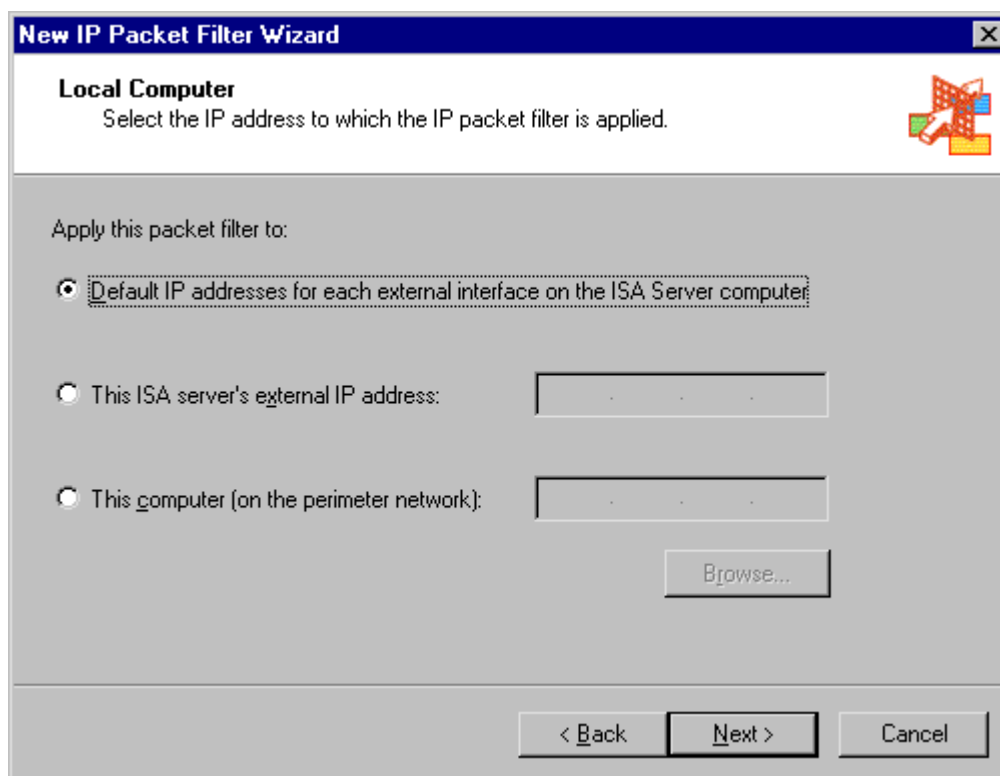 New IP Packet Filter Wizard
Local Computer
Select the IP address to which the IP packet filter is applied.
Apply this packet filter to:
Default IP addresses for each external interface on the ISA Server computer
This ISA server's external IP address:
This computer (on the perimeter network):
Browse...
< Back
Next >
Cancel